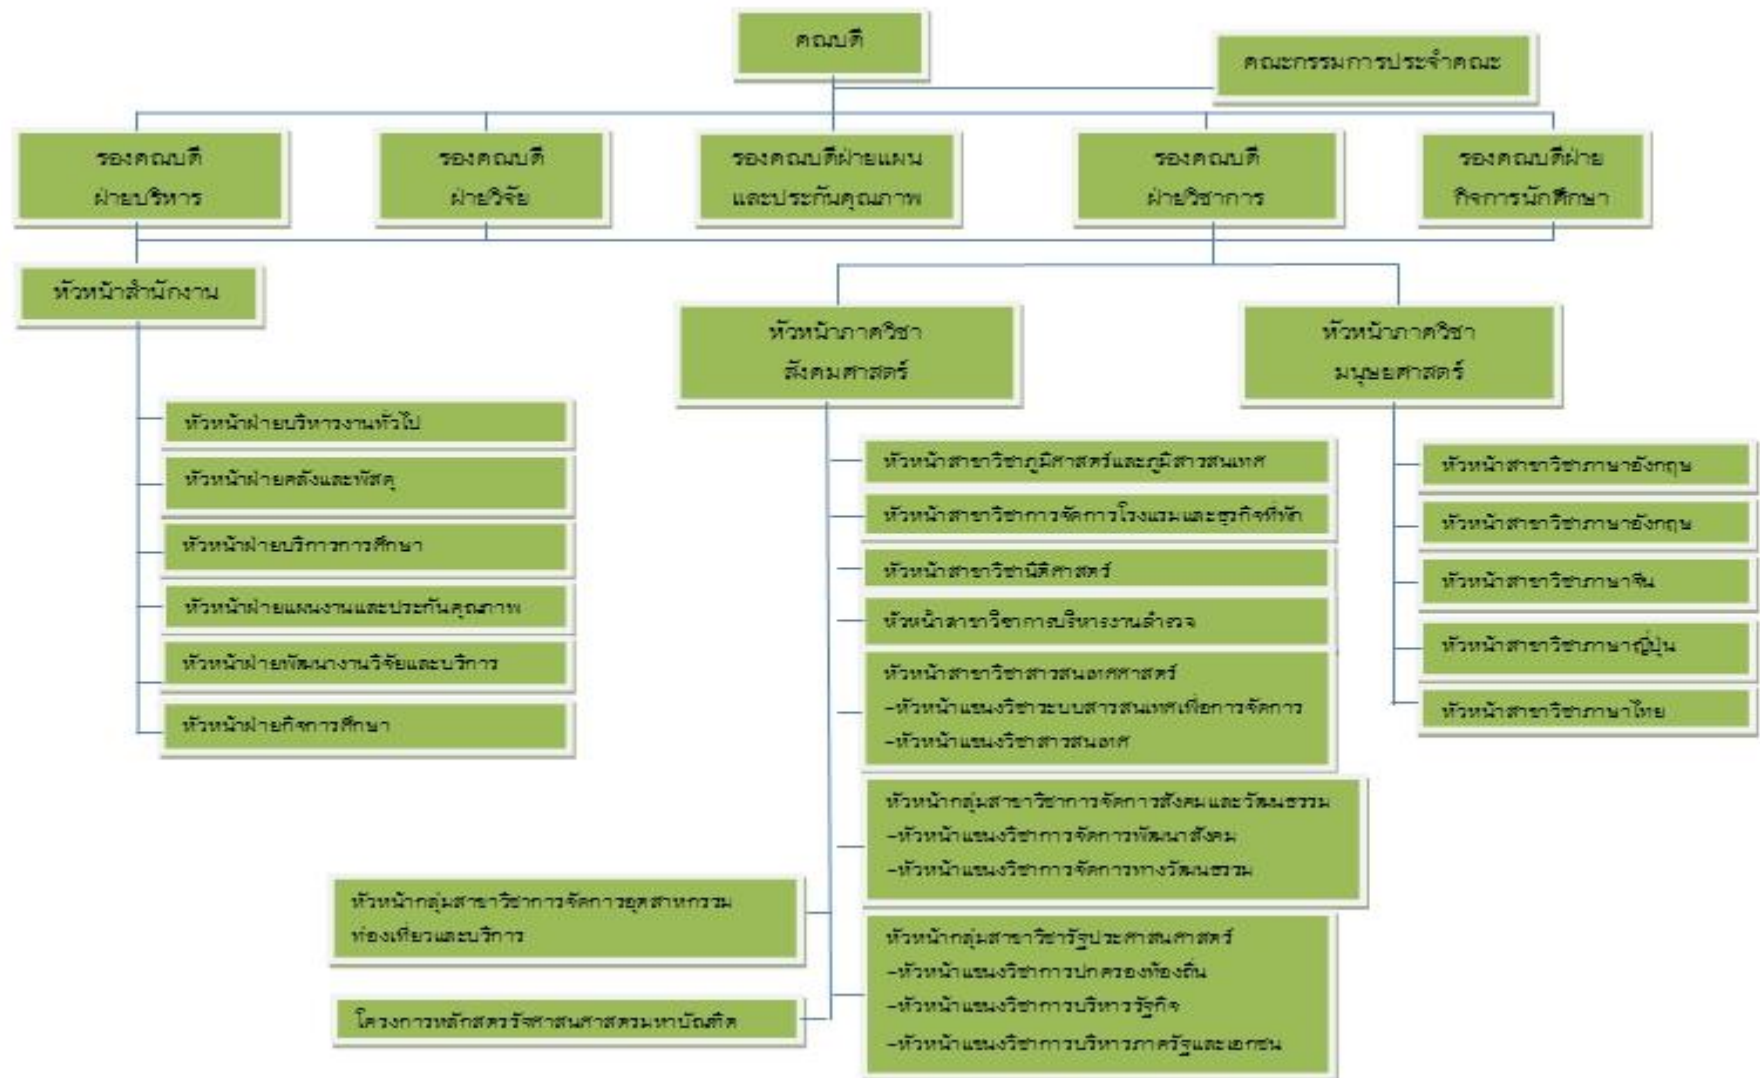 คณบดี
คณะกรรมการประจำคณะ
รองคณบดี
ฝ่ายบริหาร
รองคณบดี
ฝ่ายวิจัย
รองคณบดีฝ่ายแผน
และประกันคุณภาพ
รองคณบดี
ฝ่ายวิชาการ
รองคณบดีฝ่าย
กิจการนักศึกษา
หัวหน้าสำนักงาน
หัวหน้าภาควิชา
สังคมศาสตร์
หัวหน้าภาควิชา
มนุษยศาสตร์
หัวหน้าฝ่ายบริหารงานทั่วไป
หัวหน้าฝ่ายคลังและพัสดุ
หัวหน้าฝ่ายบริการการศึกษา
หัวหน้าฝ่ายแผนงานและประกันคุณภาพ
หัวหน้าฝ่ายพัฒนางานวิจัยและบริการ
หัวหน้าฝ่ายกิจการศึกษา
หัวหน้าสาขาวิชาภูมิศาสตร์และภูมิสารสนเทศ
หัวหน้าสาขาวิชาการจัดการโรงแรมและธุรกิจที่พัก
หัวหน้าสาขาวิชานิติศาสตร์
หัวหน้าสาขาวิชาการบริหารงานตำรวจ
หัวหน้าสาขาวิชาสารสนเทศศาสตร์
-หัวหน้าแขนงวิชาระบบสารสนเทศเพื่อการจัดการ
-หัวหน้าแขนงวิชาสารสนเทศ
หัวหน้ากลุ่มสาขาวิชาการจัดการสังคมและวัฒนธรรม
-หัวหน้าแขนงวิชาการจัดการพัฒนาสังคม
-หัวหน้าแขนงวิชาการจัดการทางวัฒนธรรม
หัวหน้ากลุ่มสาขาวิชารัฐประศาสนศาสตร์
-หัวหน้าแขนงวิชาการปกครองท้องถิ่น
-หัวหน้าแขนงวิชาการบริหารรัฐกิจ
-หัวหน้าแขนงวิชาการบริหารภาครัฐและเอกชน
หัวหน้ากลุ่มสาขาวิชาการจัดการอุตสาหกรรม
ท่องเที่ยวและบริการ
หัวหน้าสาขาวิชาภาษาอังกฤษ
หัวหน้าสาขาวิชาภาษาอังกฤษ
หัวหน้าสาขาวิชาภาษาจีน
หัวหน้าสาขาวิชาภาษาญี่ปุ่น
หัวหน้าสาขาวิชาภาษาไทย